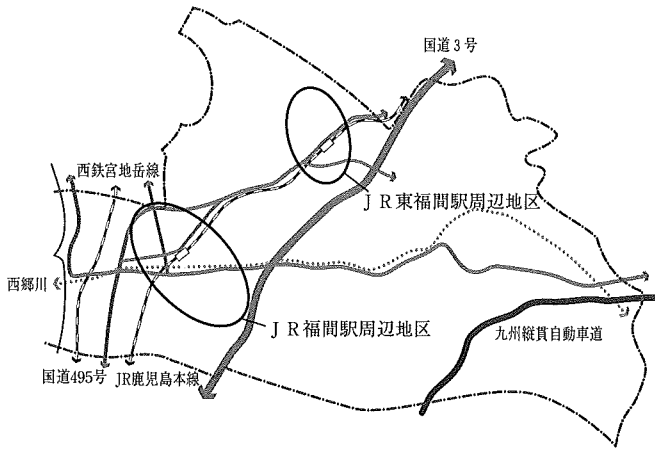 国道3号
西鉄宮地岳線
JR東福間駅周辺地区
西郷川
JR福間駅周辺地区
九州縦貫自動車道
国道495号
JR鹿児島本線